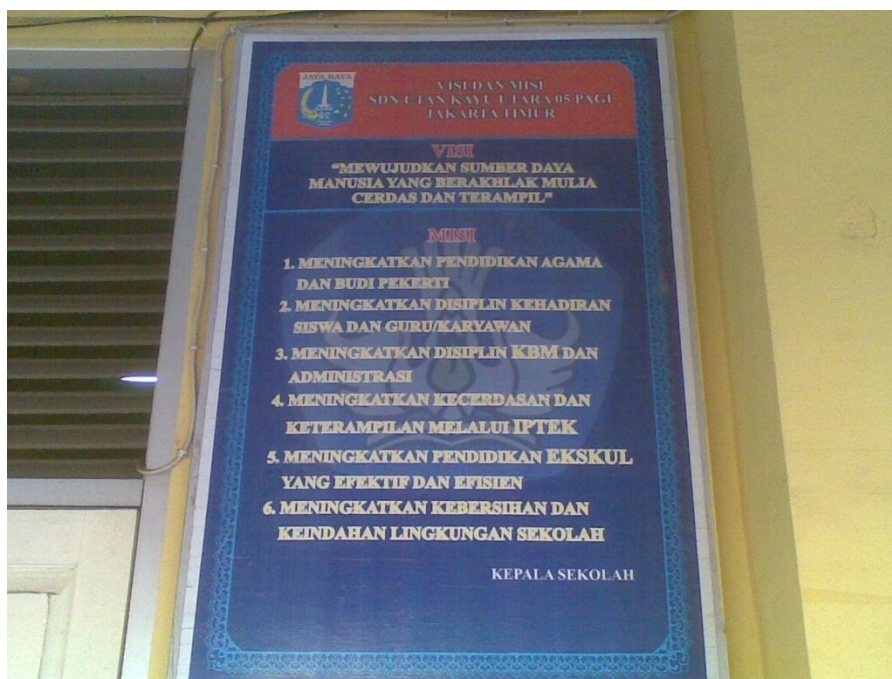 JAYA RAYA
VISI DAN MISI
SDN UTAN KAYU UTARA 05 PAGI
JAKARTA TIMUR
VISI
"MEWUJUDKAN SUMBER DAYA
MANUSIA YANG BERAKHLAK MULIA
CERDAS DAN TERAMPIL"
MISI
1. MENINGKATKAN PENDIDIKAN AGAMA
DAN BUDI PEKERTI
2. MENINGKATKAN DISIPLIN KEHADIRAN
SISWA DAN GURU/KARYAWAN
3. MENINGKATKAN DISIPLIN KBM DAN
ADMINISTRASI
4. MENINGKATKAN KECERDASAN DAN
KETERAMPILAN MELALUI IPTEK
5. MENINGKATKAN PENDIDIKAN EKSKUL
YANG EFEKTIF DAN EFISIEN
6. MENINGKATKAN KEBERSIHAN DAN
KEINDAHAN LINGKUNGAN SEKOLAH
KEPALA SEKOLAH